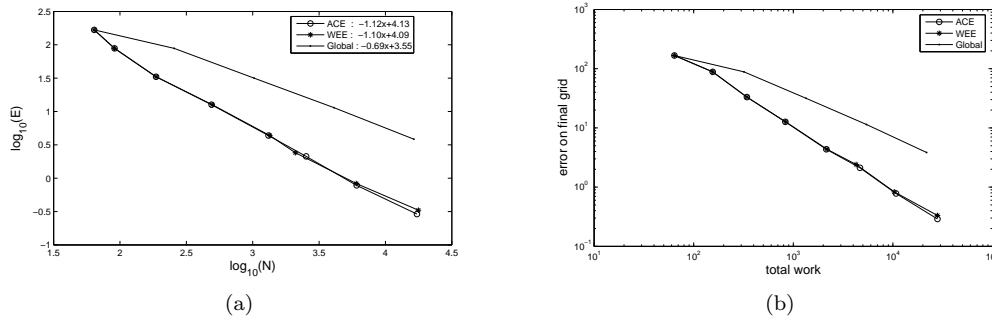 2.5
2
1.5
1
0.5
0
−0.5
−1
log10(E)
1.5 2 2.5 3 3.5 4 4.5
log10(N)
ACE : −1.12x+4.13
WEE : −1.10x+4.09
Global : −0.69x+3.55
(a)
10^3
10^2
10^1
10^0
10^−1
error on final grid
10^1 10^2 10^3 10^4
total work
ACE
WEE
Global
(b)